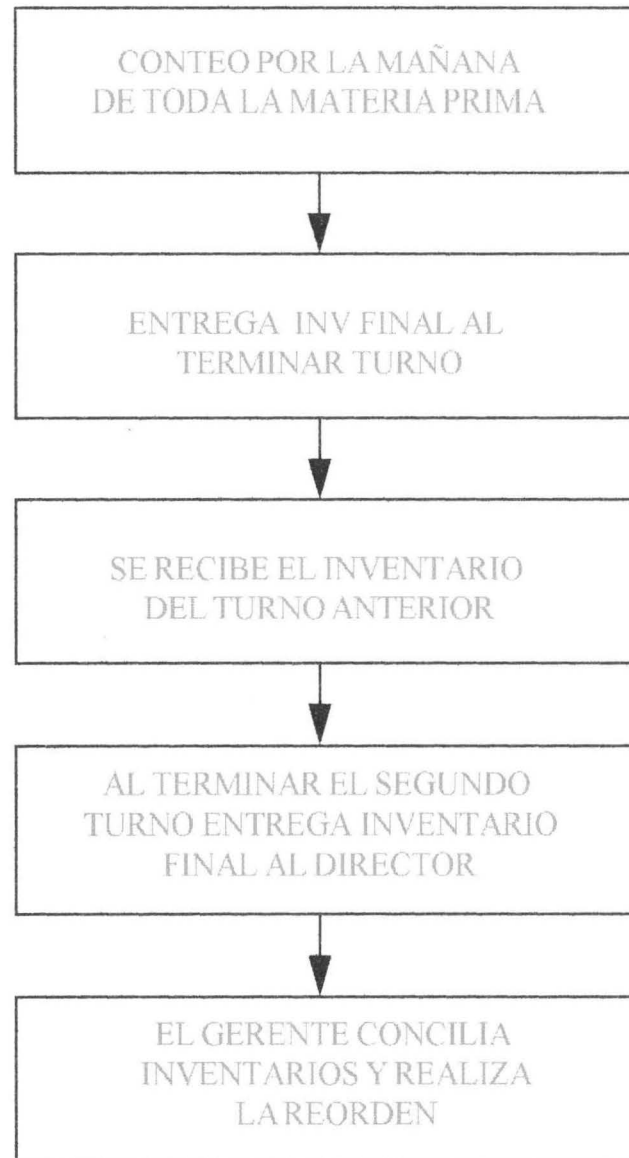 CONTEO POR LA MAÑANA
DE TODA LA MATERIA PRIMA
ENTREGA INV FINAL AL
TERMINAR TURNO
SE RECIBE EL INVENTARIO
DEL TURNO ANTERIOR
AL TERMINAR EL SEGUNDO
TURNO ENTREGA INVENTARIO
FINAL AL DIRECTOR
EL GERENTE CONCILIA
INVENTARIOS Y REALIZA
LA REORDEN